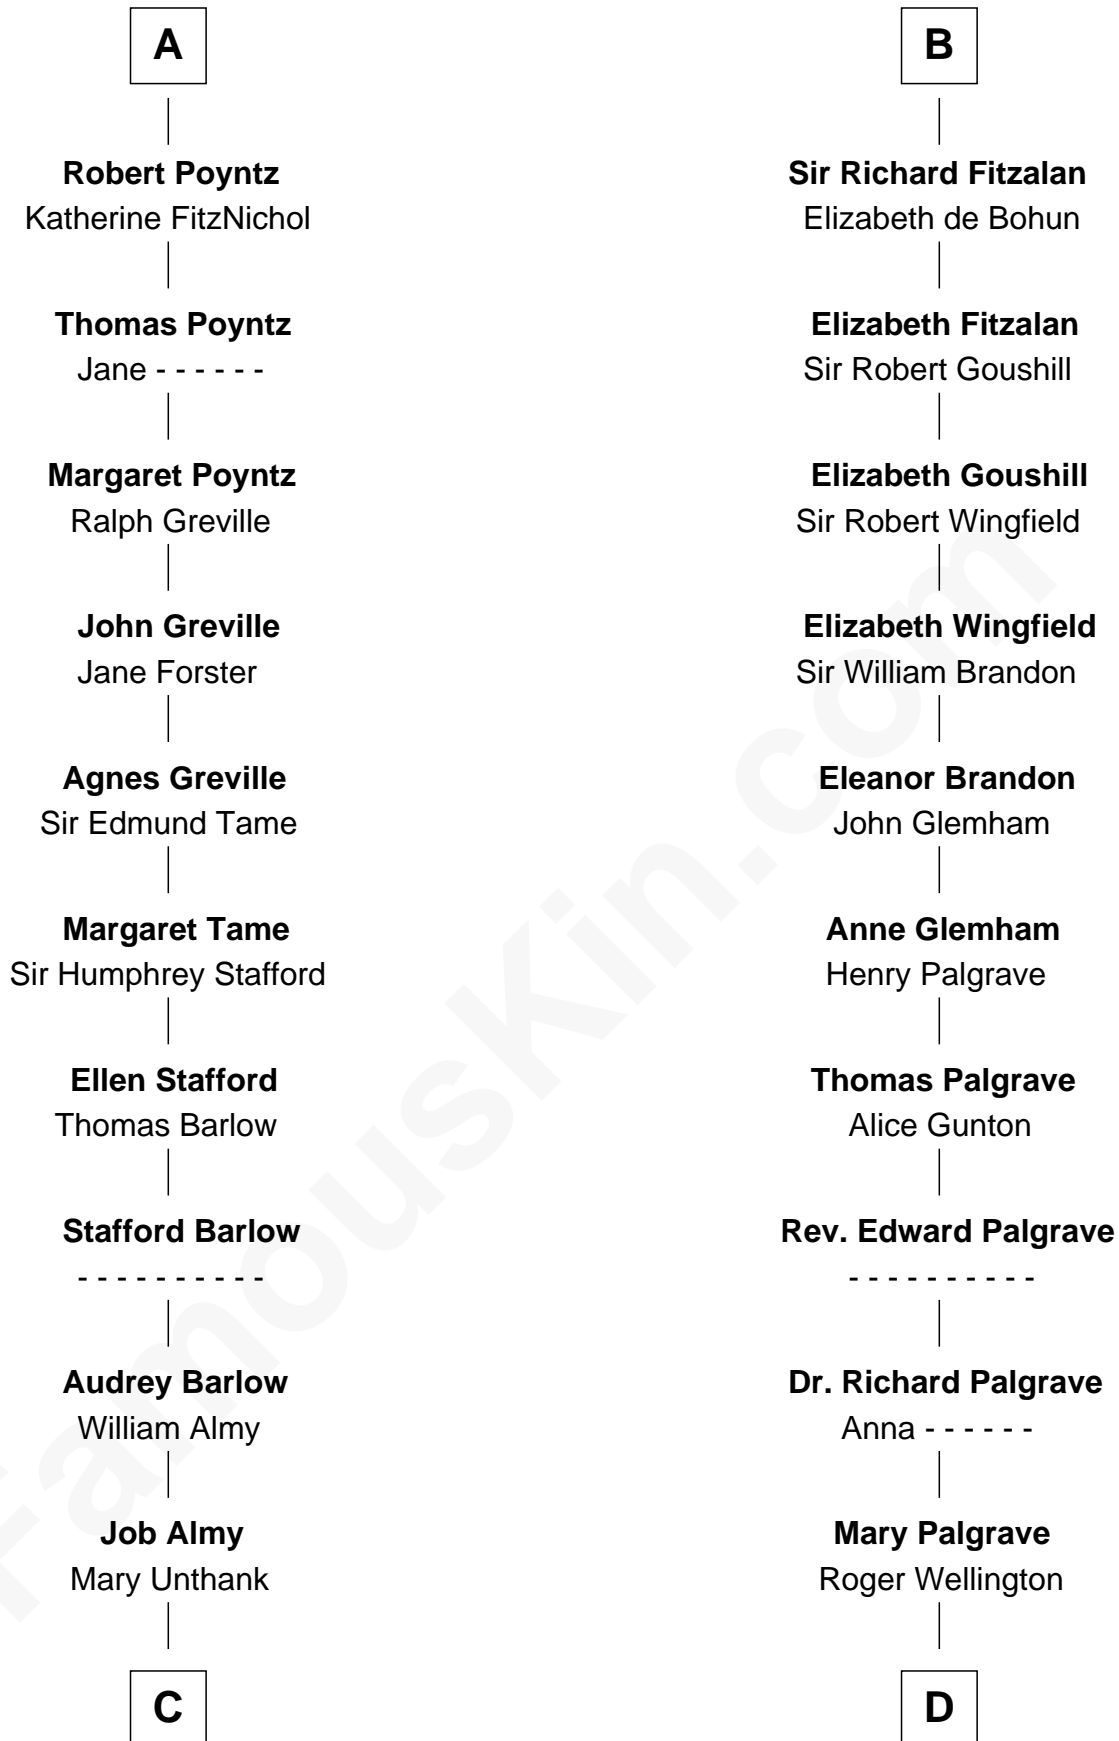 A
Robert Poyntz
Katherine FitzNichol
Thomas Poyntz
Jane - - - - - -
Margaret Poyntz
Ralph Greville
John Greville
Jane Forster
Agnes Greville
Sir Edmund Tame
Margaret Tame
Sir Humphrey Stafford
Ellen Stafford
Thomas Barlow
Stafford Barlow
- - - - - - - - - -
Audrey Barlow
William Almy
Job Almy
Mary Unthank
C
B
Sir Richard Fitzalan
Elizabeth de Bohun
Elizabeth Fitzalan
Sir Robert Goushill
Elizabeth Goushill
Sir Robert Wingfield
Elizabeth Wingfield
Sir William Brandon
Eleanor Brandon
John Glemham
Anne Glemham
Henry Palgrave
Thomas Palgrave
Alice Gunton
Rev. Edward Palgrave
- - - - - - - - - -
Dr. Richard Palgrave
Anna - - - - - -
Mary Palgrave
Roger Wellington
D
FamousKin.com